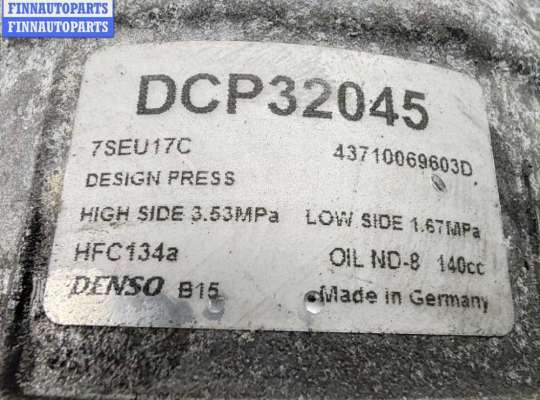 FINNAUTOPARTS
FINNAUTOPARTS
DCP32045
7SEU17C 43710069603D
DESIGN PRESS
HIGH SIDE 3.53MPa LOW SIDE 1.67MPa
HFC134a OIL ND-8 140cc
DENSO B15 Made in Germany